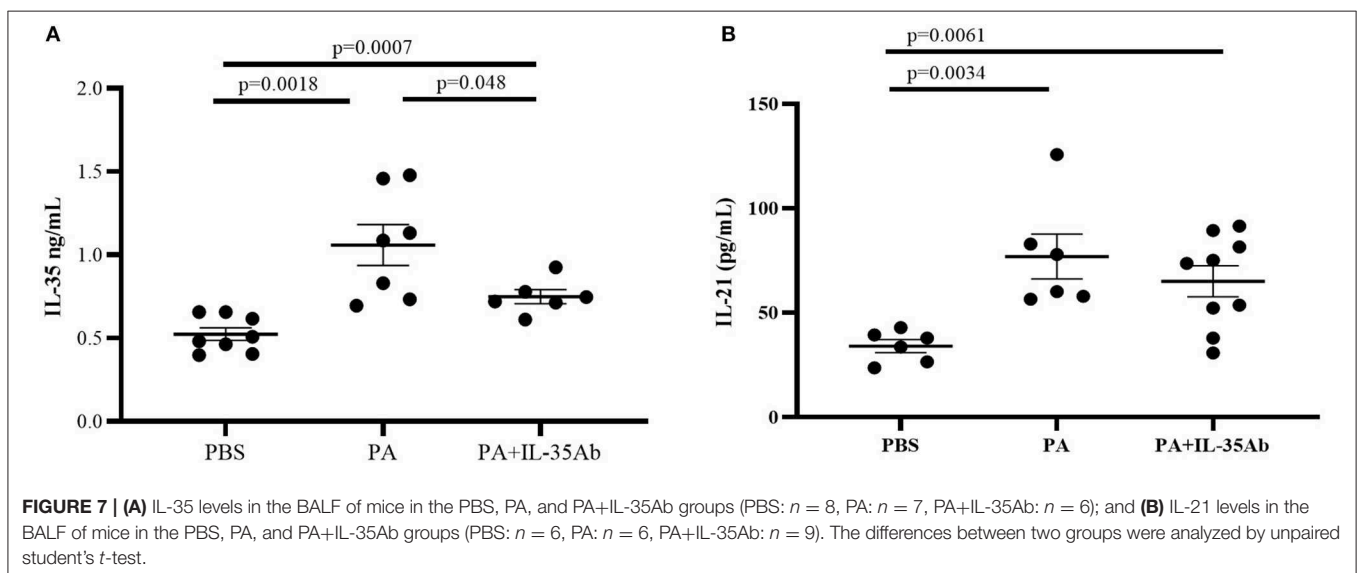 A
p=0.0007
p=0.0018
p=0.048
2.0
1.5
1.0
0.5
0.0
IL-35 ng/mL
PBS
PA
PA+IL-35Ab
B
p=0.0061
p=0.0034
150
100
50
0
IL-21 (pg/mL)
PBS
PA
PA+IL-35Ab
FIGURE 7 | (A) IL-35 levels in the BALF of mice in the PBS, PA, and PA+IL-35Ab groups (PBS: n = 8, PA: n = 7, PA+IL-35Ab: n = 6); and (B) IL-21 levels in the
BALF of mice in the PBS, PA, and PA+IL-35Ab groups (PBS: n = 6, PA: n = 6, PA+IL-35Ab: n = 9). The differences between two groups were analyzed by unpaired
student's t-test.